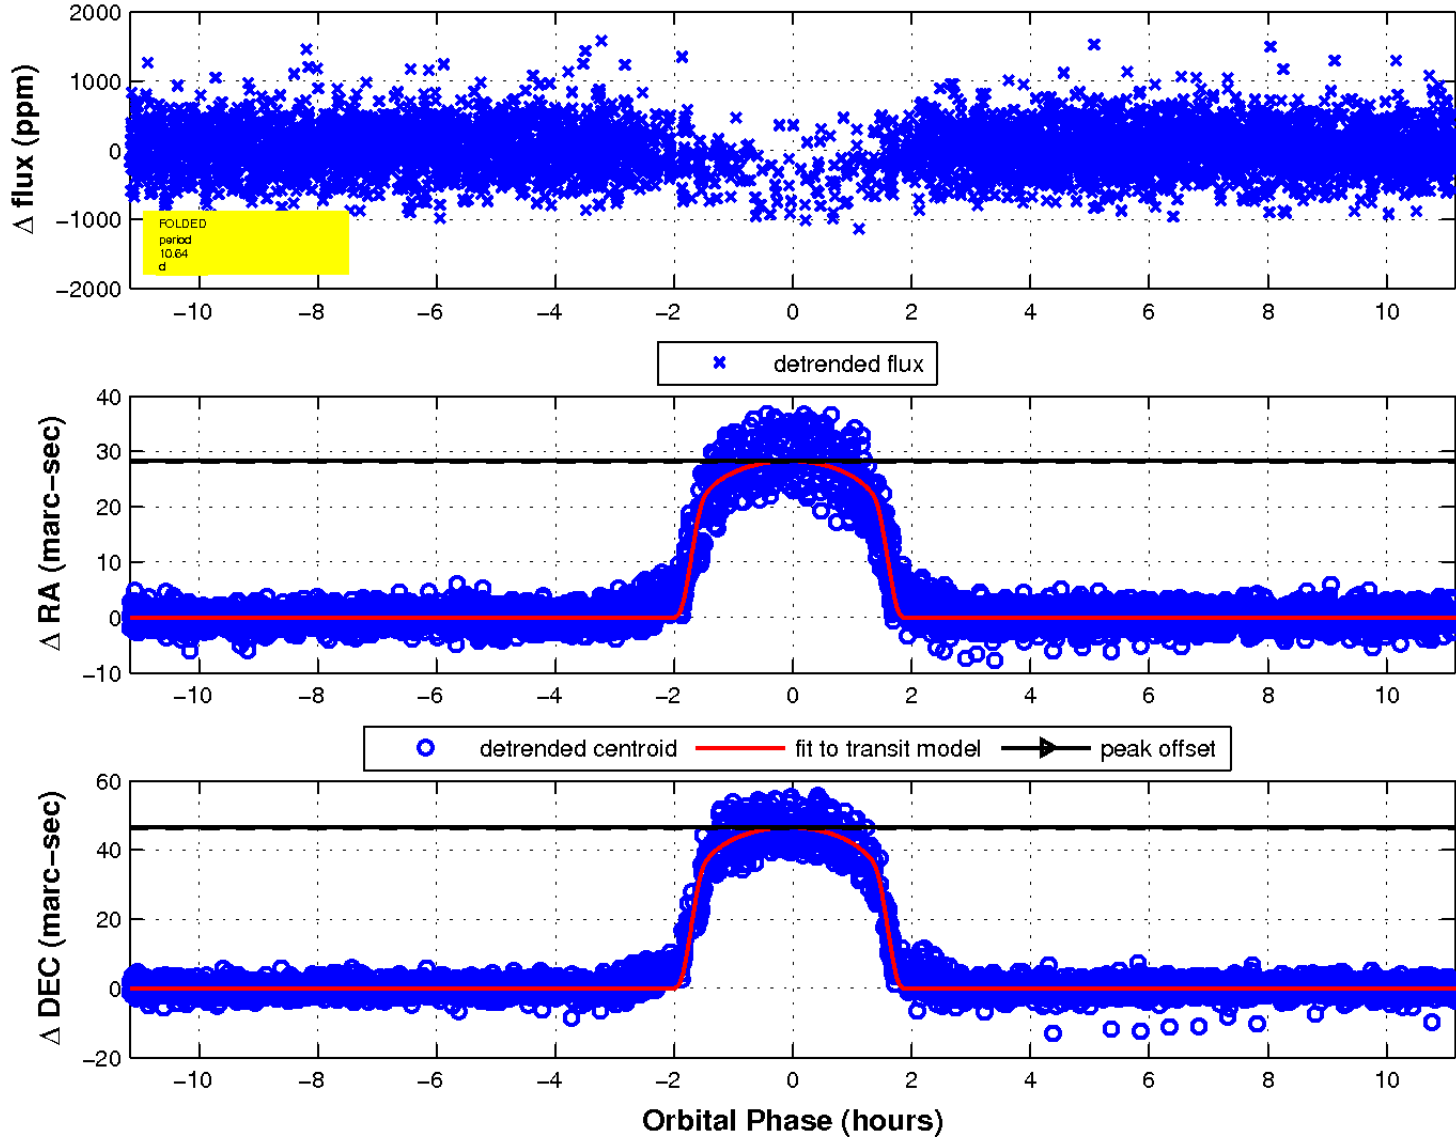 2000
1000
0
−1000
−2000
Δ flux (ppm)
FOLDED
period
10.64
d
−10 −8 −6 −4 −2 0 2 4 6 8 10
detrended flux
40
30
20
10
0
−10
Δ RA (marc−sec)
−10 −8 −6 −4 −2 0 2 4 6 8 10
detrended centroid fit to transit model peak offset
60
40
20
0
−20
Δ DEC (marc−sec)
−10 −8 −6 −4 −2 0 2 4 6 8 10
Orbital Phase (hours)